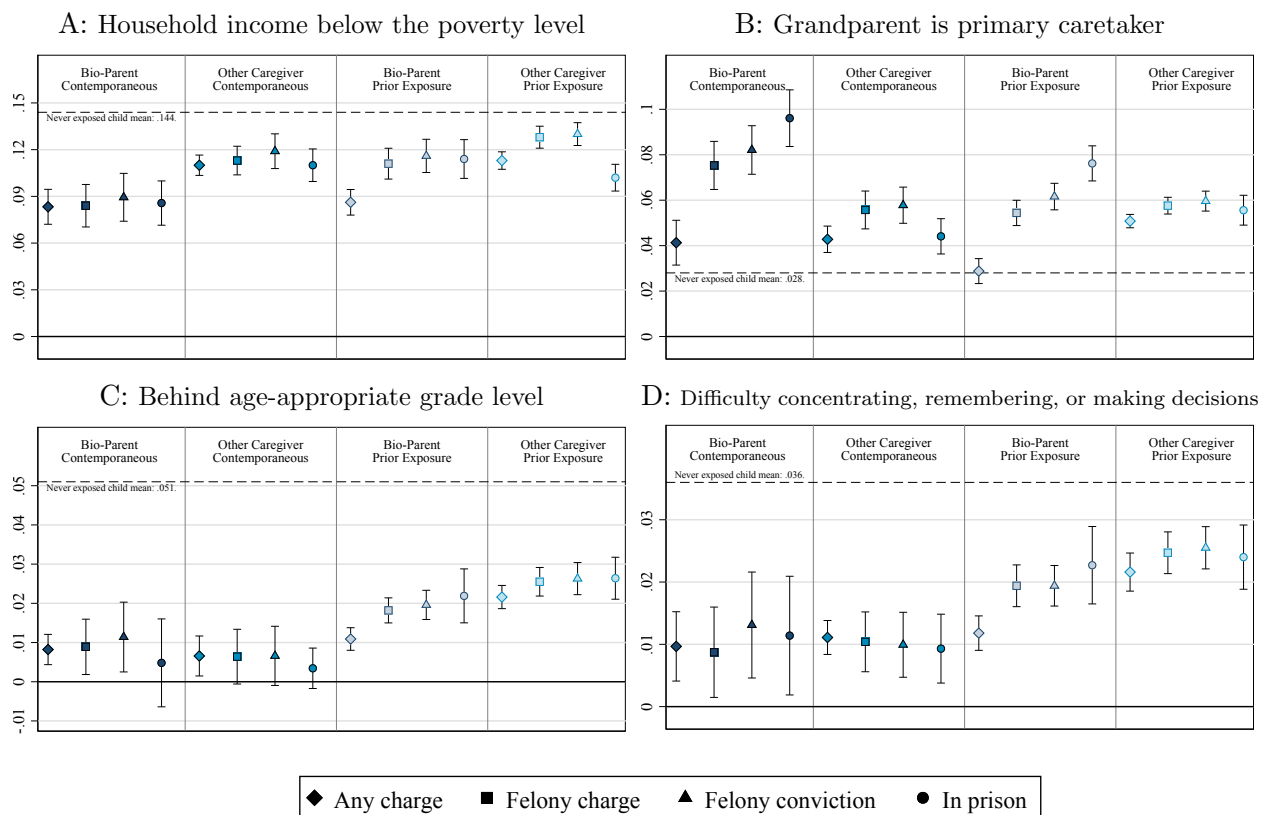 A: Household income below the poverty level
Bio-Parent
Contemporaneous
Other Caregiver
Contemporaneous
Bio-Parent
Prior Exposure
Other Caregiver
Prior Exposure
Never exposed child mean: .144.
.15
.12
.09
.06
.03
0
B: Grandparent is primary caretaker
Bio-Parent
Contemporaneous
Other Caregiver
Contemporaneous
Bio-Parent
Prior Exposure
Other Caregiver
Prior Exposure
.1
.08
.06
.04
Never exposed child mean: .028.
.02
0
C: Behind age-appropriate grade level
Bio-Parent
Contemporaneous
Other Caregiver
Contemporaneous
Bio-Parent
Prior Exposure
Other Caregiver
Prior Exposure
Never exposed child mean: .051.
.05
.04
.03
.02
.01
0
-.01
D: Difficulty concentrating, remembering, or making decisions
Bio-Parent
Contemporaneous
Other Caregiver
Contemporaneous
Bio-Parent
Prior Exposure
Other Caregiver
Prior Exposure
Never exposed child mean: .036.
.03
.02
.01
0
Any charge
Felony charge
Felony conviction
In prison